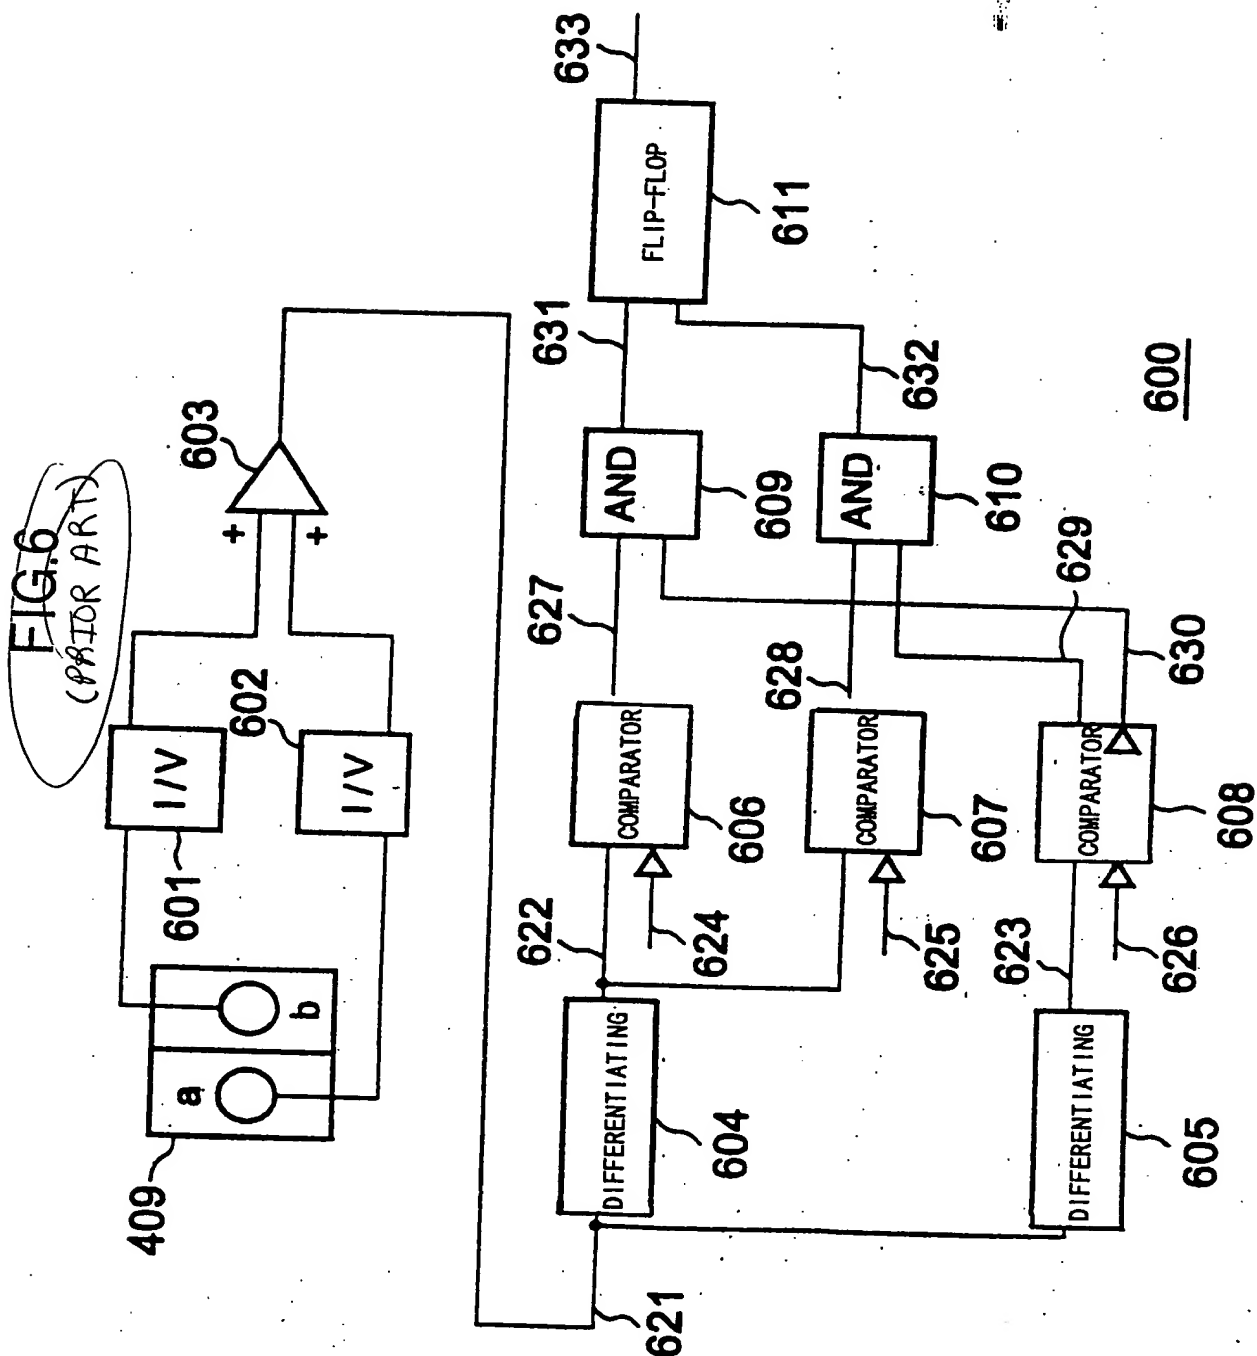 FIG.6
(PRIOR ART)
409
a
b
601
I/V
602
I/V
603
+
+
621
DIFFERENTIATING
604
622
624
COMPARATOR
606
627
AND
609
631
FLIP-FLOP
611
633
625
COMPARATOR
607
628
AND
610
632
DIFFERENTIATING
605
623
626
COMPARATOR
608
629
630
600